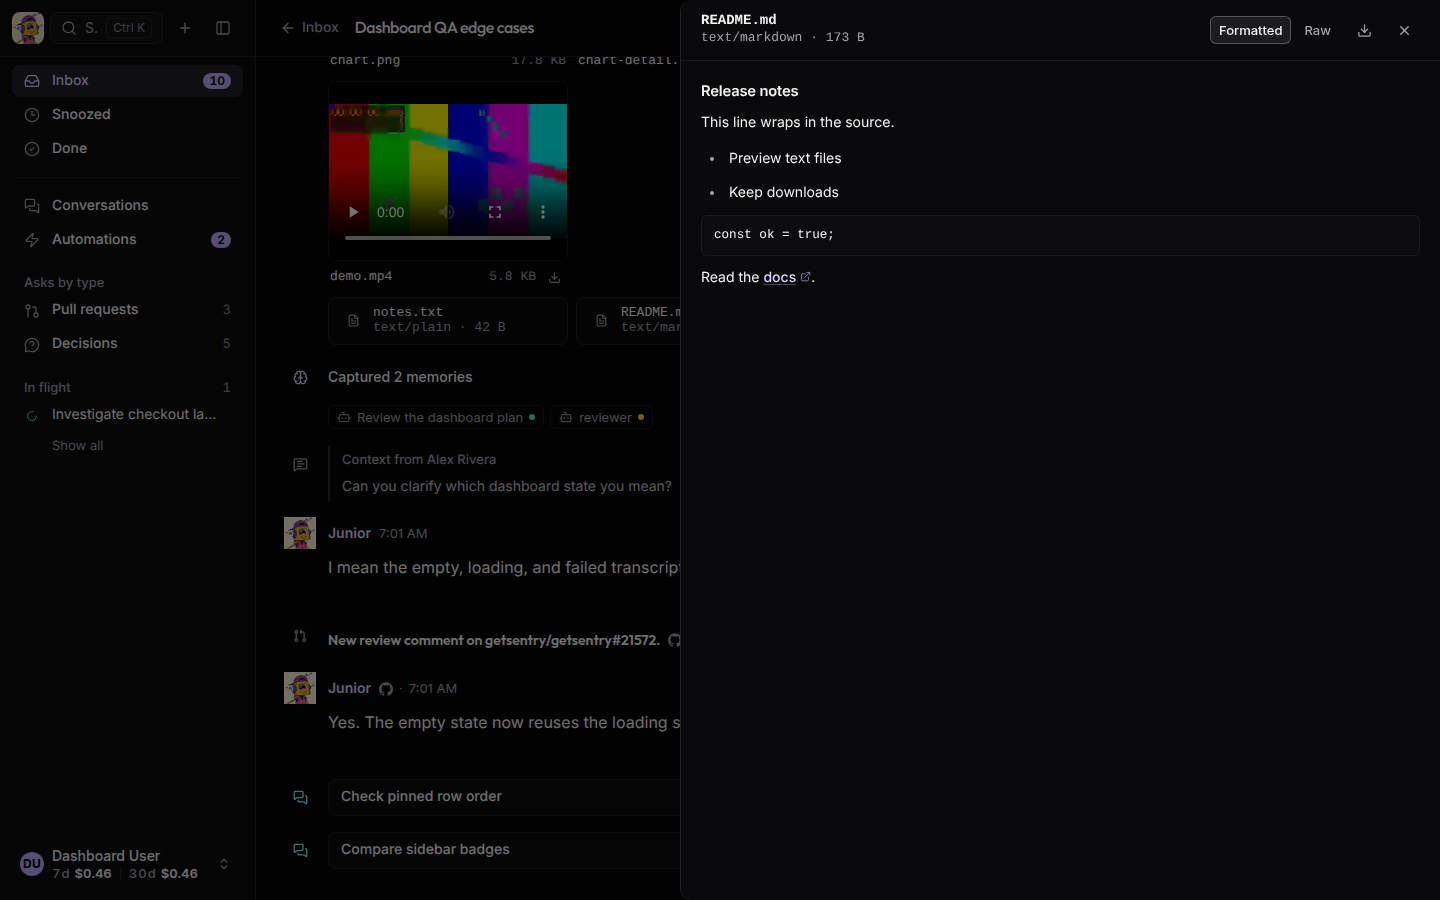 S. Ctrl K
Inbox 10
Snoozed
Done
Conversations
Automations 2
Asks by type
Pull requests 3
Decisions 5
In flight 1
Investigate checkout la...
Show all
DU Dashboard User
7d $0.46 30d $0.46
Inbox Dashboard QA edge cases
chart.png 17.8 KB chart-detail.
0:00
demo.mp4 5.8 KB
notes.txt
text/plain · 42 B
README.m
text/mar
Captured 2 memories
Review the dashboard plan reviewer
Context from Alex Rivera
Can you clarify which dashboard state you mean?
Junior 7:01 AM
I mean the empty, loading, and failed transcript
New review comment on getsentry/getsentry#21572.
Junior · 7:01 AM
Yes. The empty state now reuses the loading s
Check pinned row order
Compare sidebar badges
README.md
text/markdown · 173 B
Formatted Raw
Release notes
This line wraps in the source.
• Preview text files
• Keep downloads
const ok = true;
Read the docs .